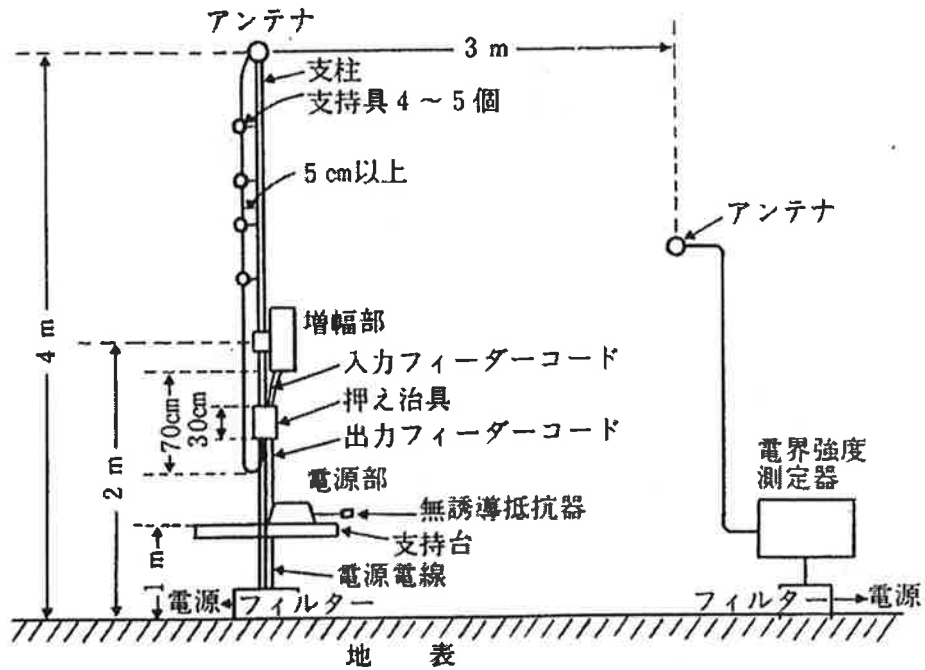 アンテナ
3 m
支柱
支持具4～5個
5cm以上
アンテナ
4 m
増幅部
入力フィーダーコード
押え治具
出力フィーダーコード
70cm
30cm
2 m
電源部
電界強度
測定器
無誘導抵抗器
支持台
1 m
電源電線
電源
フィルター
フィルター
電源
地 表